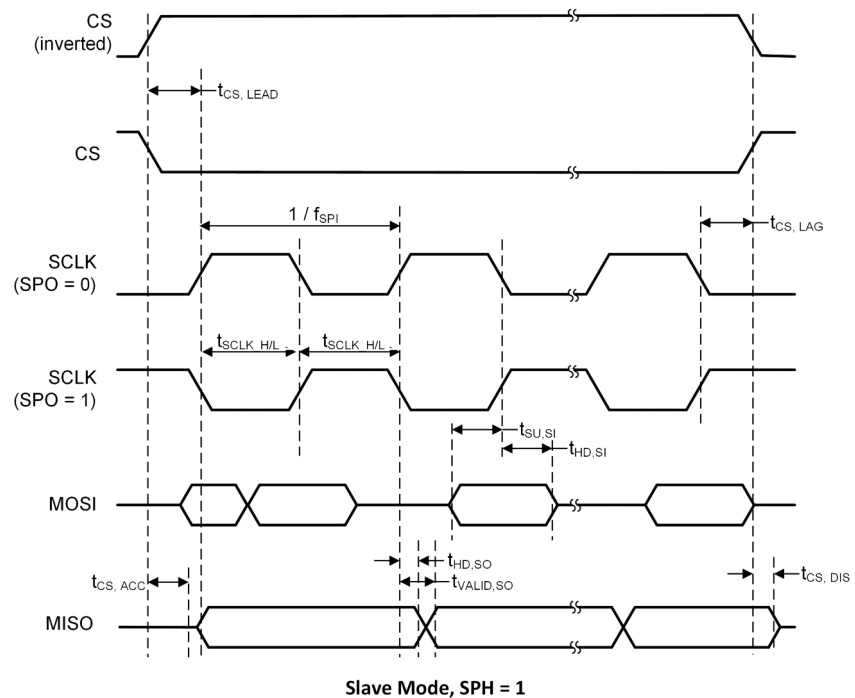 CS
(inverted)
tCS, LEAD
CS
1 / fSPI
tCS, LAG
SCLK
(SPO = 0)
tSCLK_H/L
tSCLK_H/L
SCLK
(SPO = 1)
tSU,SI
tHD,SI
MOSI
tHD,SO
tCS, ACC
tVALID,SO
tCS, DIS
MISO
Slave Mode, SPH = 1